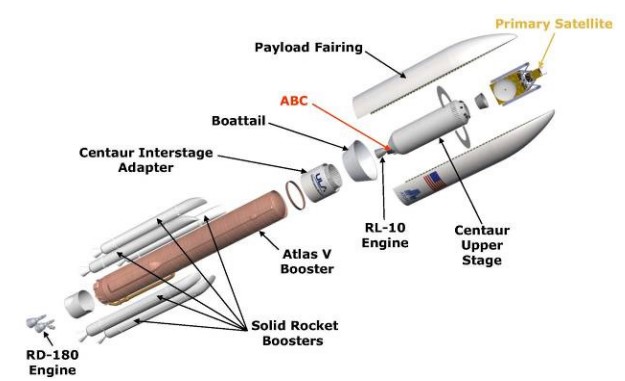 Primary Satellite
Payload Fairing
ABC
Boattail
Centaur Interstage
Adapter
ULA
RL-10
Engine
Centaur
Upper
Stage
Atlas V
Booster
Solid Rocket
Boosters
RD-180
Engine